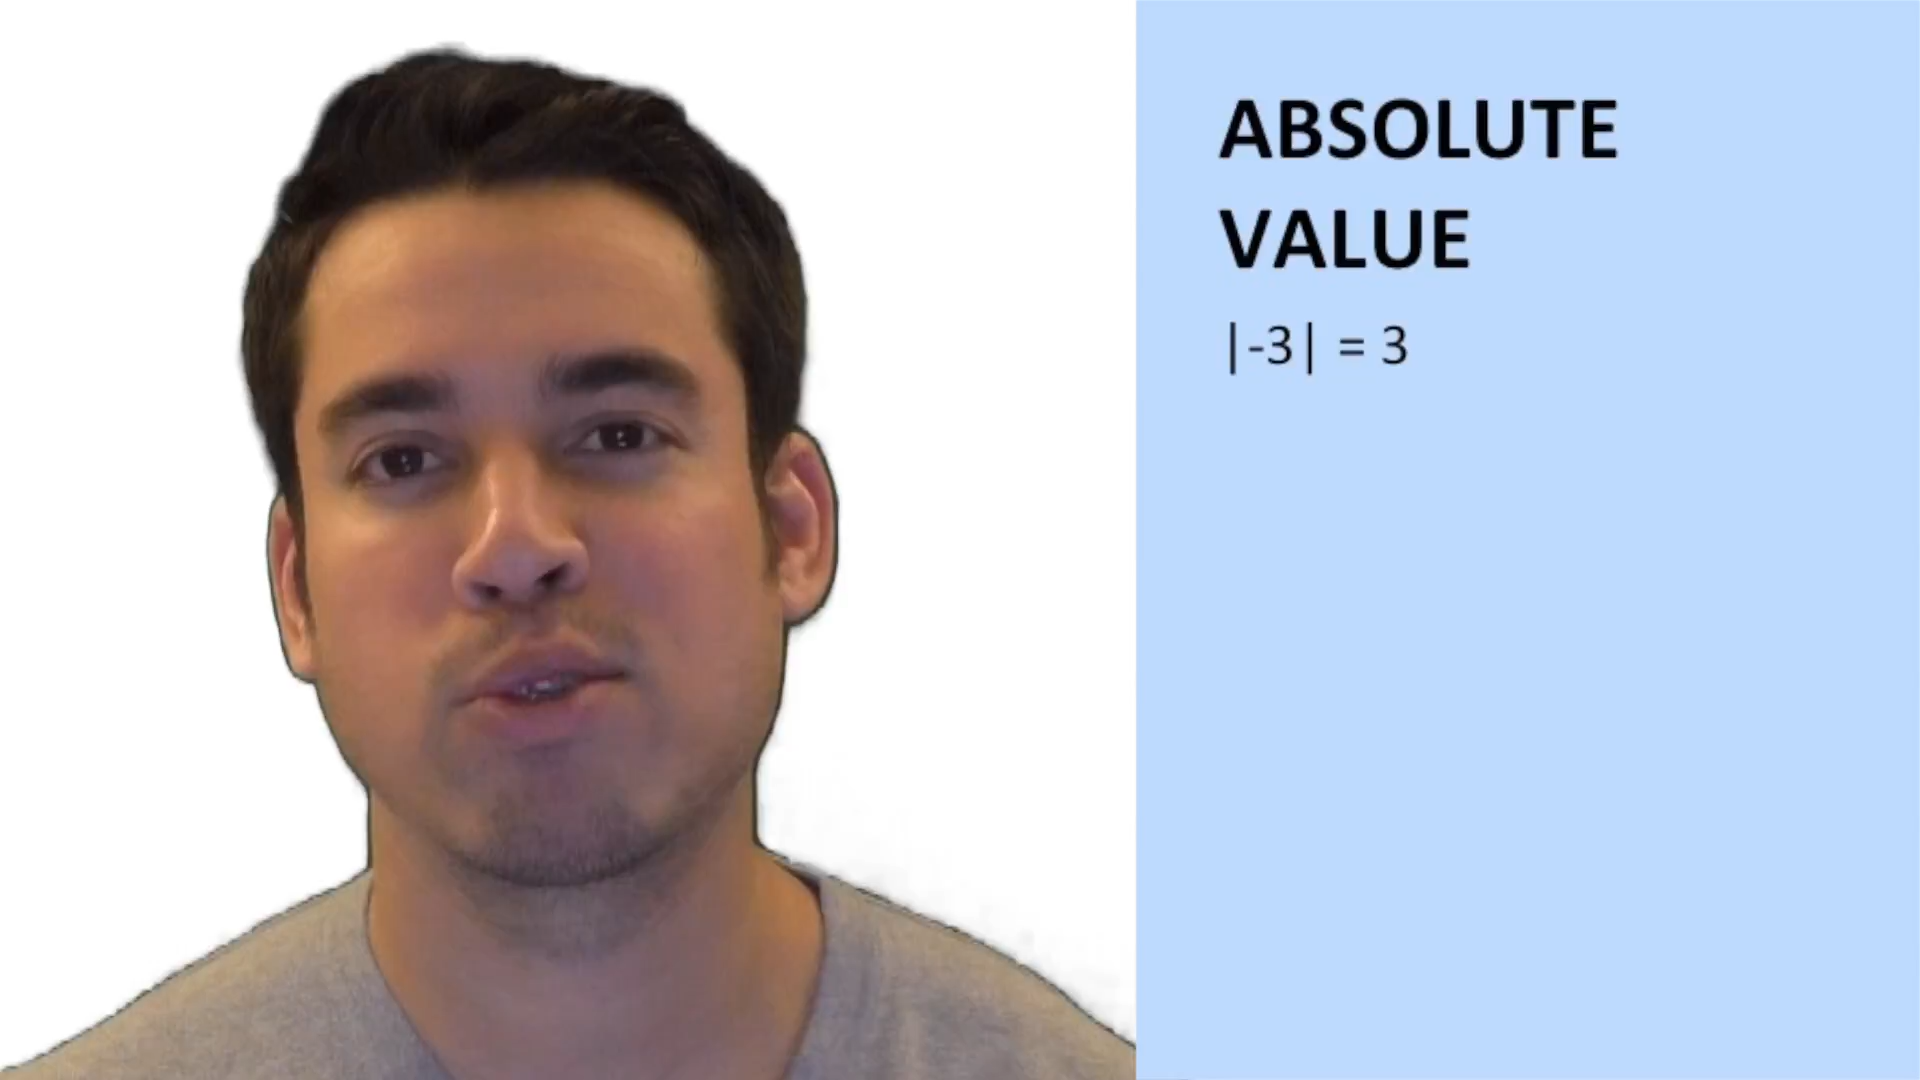 ABSOLUTE
VALUE
|-3| = 3